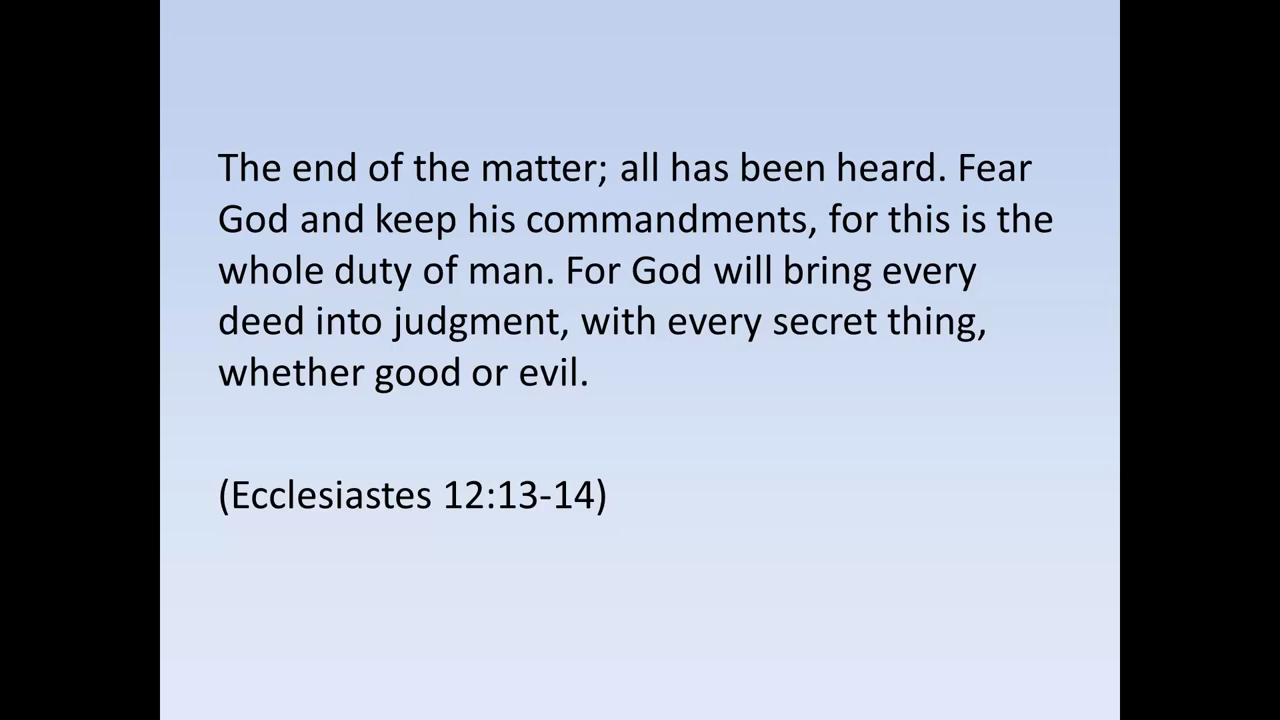 The end of the matter; all has been heard. Fear
God and keep his commandments, for this is the
whole duty of man. For God will bring every
deed into judgment, with every secret thing,
whether good or evil.
(Ecclesiastes 12:13-14)